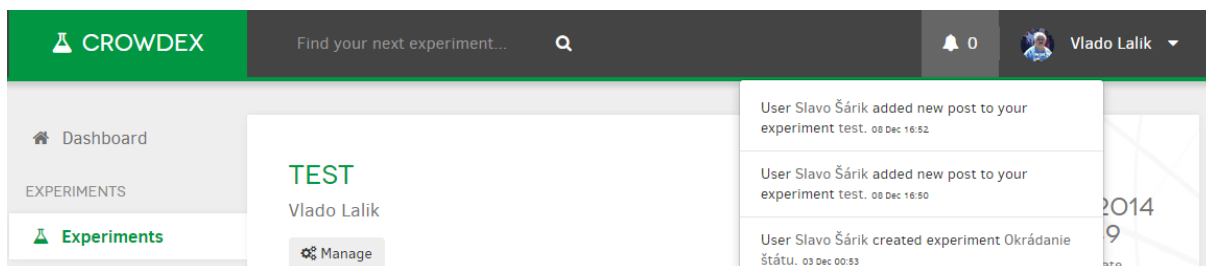 CROWDEX
Find your next experiment...
0
Vlado Lalik
Dashboard
EXPERIMENTS
Experiments
TEST
Vlado Lalik
Manage
User Slavo Šárik added new post to your
experiment test. 08 Dec 16:52
User Slavo Šárik added new post to your
experiment test. 08 Dec 16:50
User Slavo Šárik created experiment Okrádanie
štátu. 03 Dec 00:53
2014
9